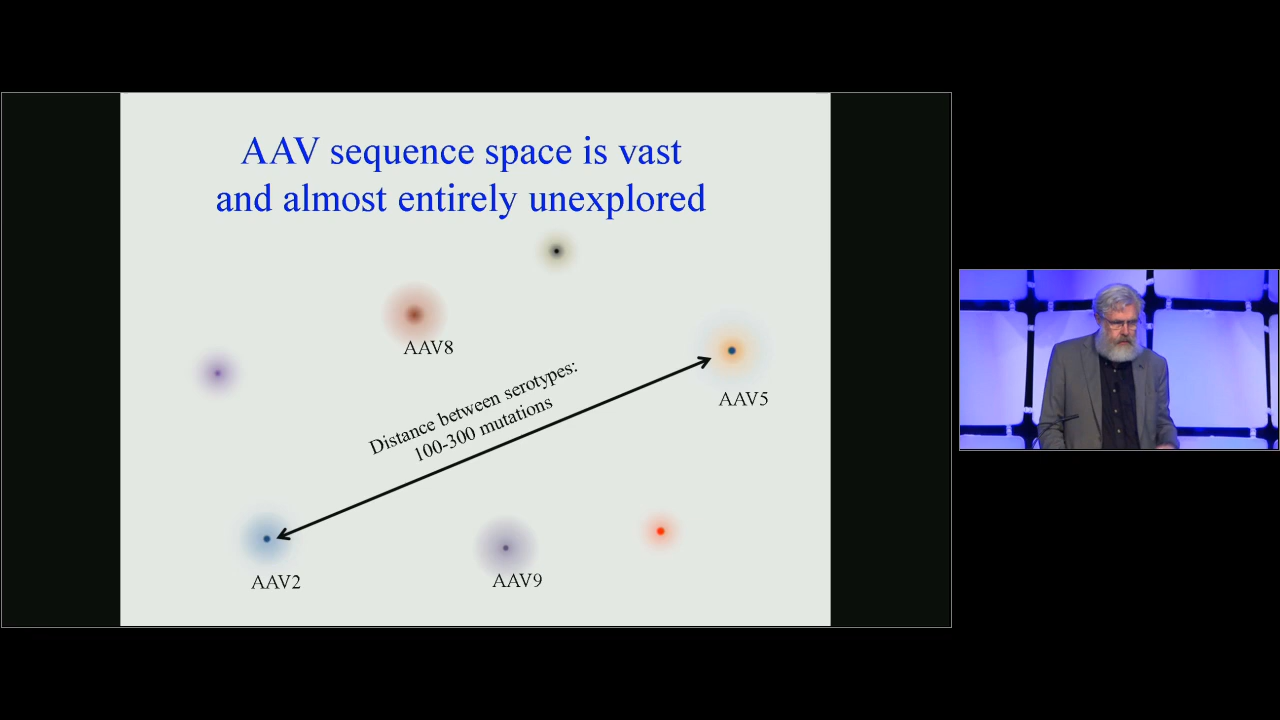 AAV sequence space is vast
and almost entirely unexplored
AAV8
Distance between serotypes:
100-300 mutations
AAV5
AAV2
AAV9